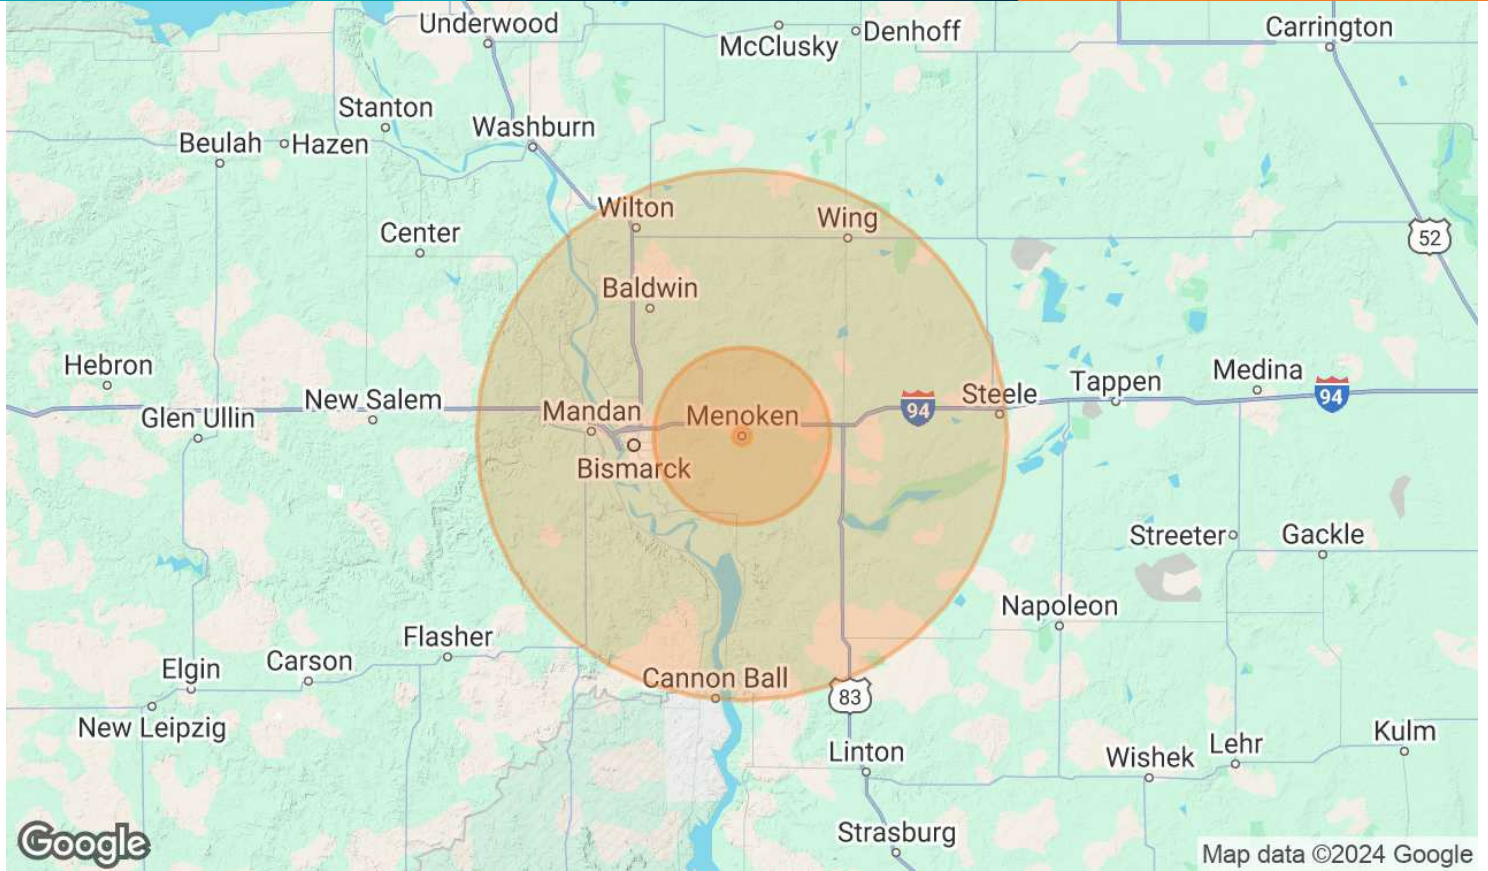 Underwood
McClusky
Denhoff
Carrington
Stanton
Washburn
Beulah
Hazen
Wilton
Wing
Center
52
Baldwin
Hebron
New Salem
Glen Ullin
Mandan
Menoken
94
Steele
Tappen
Medina
94
Bismarck
Streeter
Gackle
Napoleon
Flasher
Elgin
Carson
Cannon Ball
83
New Leipzig
Linton
Wishek
Lehr
Kulm
Strasburg
Google
Map data ©2024 Google